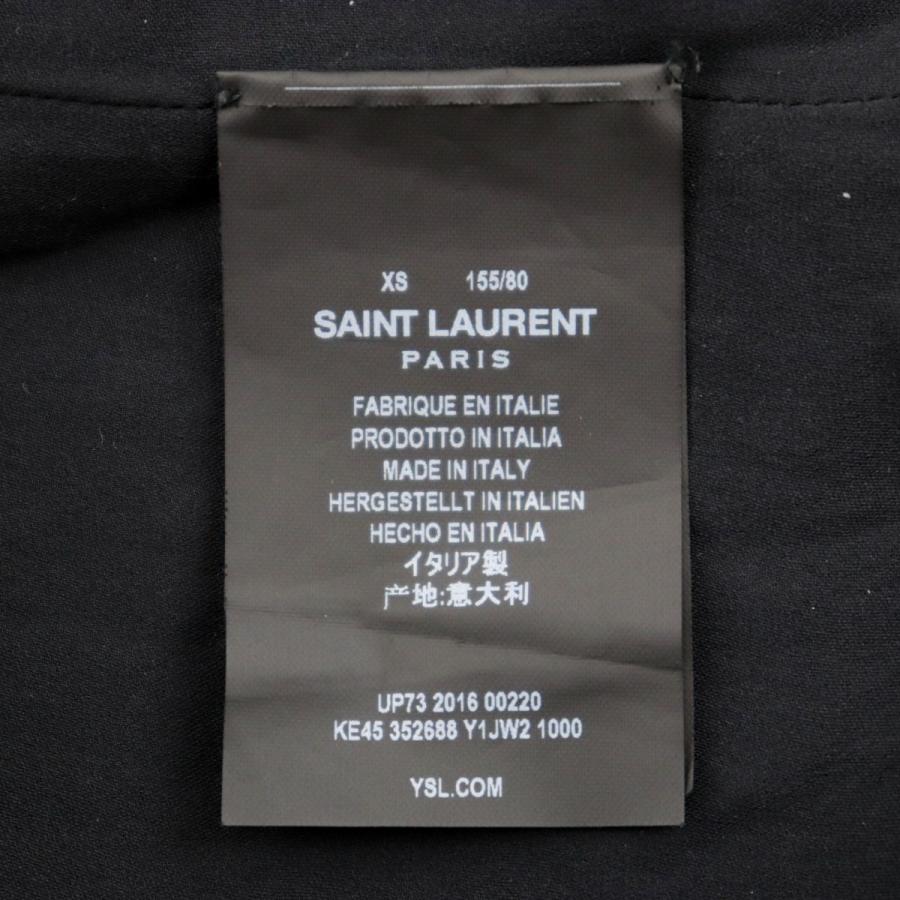 XS 155/80
SAINT LAURENT
PARIS
FABRIQUE EN ITALIE
PRODOTTO IN ITALIA
MADE IN ITALY
HERGESTELLT IN ITALIEN
HECHO EN ITALIA
イタリア製
产地:意大利
UP73 2016 00220
KE45 352688 Y1JW2 1000
YSL.COM